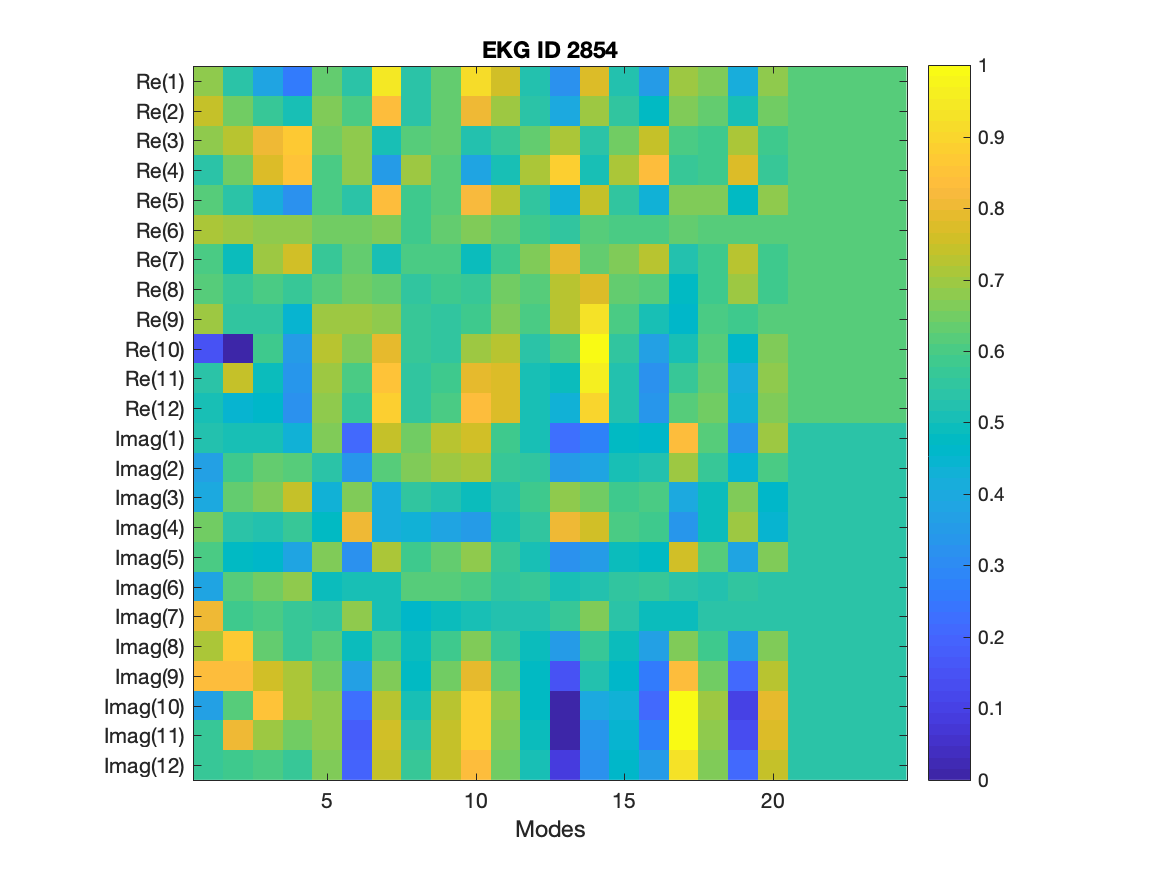 EKG ID 2854
Re(1)
Re(2)
Re(3)
Re(4)
Re(5)
Re(6)
Re(7)
Re(8)
Re(9)
Re(10)
Re(11)
Re(12)
Imag(1)
Imag(2)
Imag(3)
Imag(4)
Imag(5)
Imag(6)
Imag(7)
Imag(8)
Imag(9)
Imag(10)
Imag(11)
Imag(12)
5 10 15 20
Modes
1
0.9
0.8
0.7
0.6
0.5
0.4
0.3
0.2
0.1
0